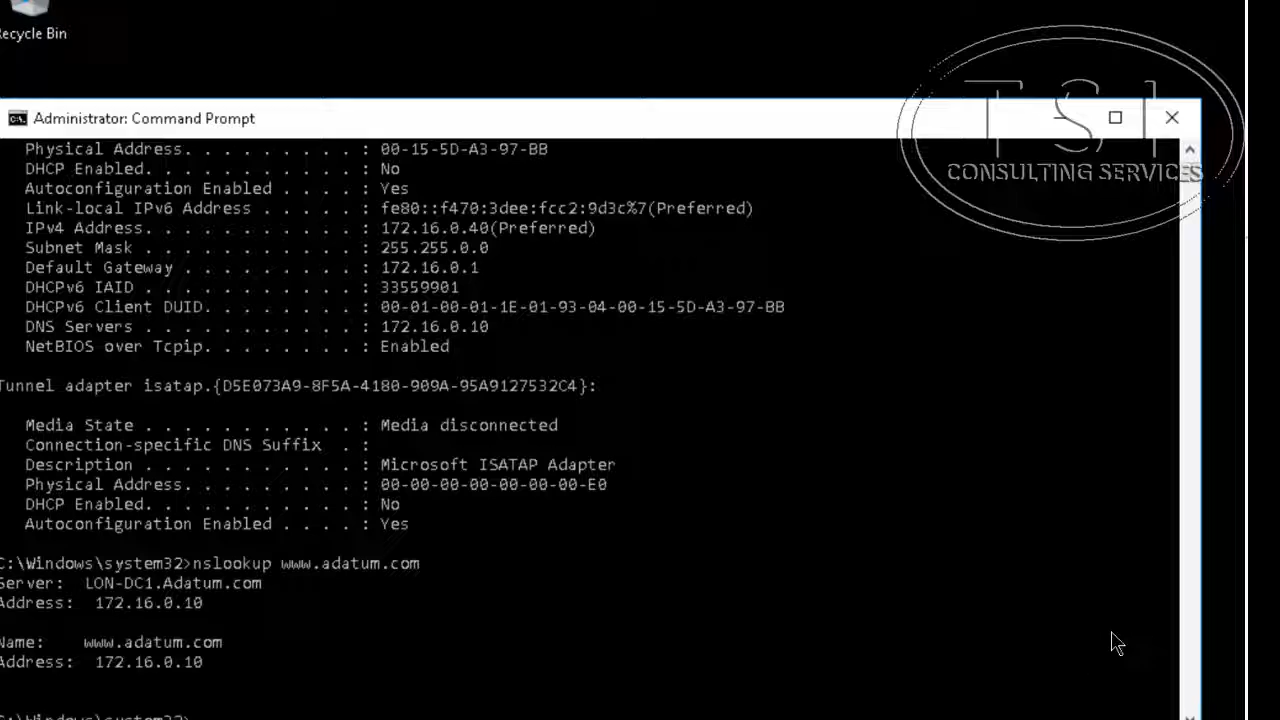 Recycle Bin
TSI
CONSULTING SERVICES
Administrator: Command Prompt
Physical Address. . . . . . . . . : 00-15-5D-A3-97-BB
DHCP Enabled. . . . . . . . . . . : No
Autoconfiguration Enabled . . . . : Yes
Link-local IPv6 Address . . . . . : fe80::f470:3dee:fcc2:9d3c%7(Preferred)
IPv4 Address. . . . . . . . . . . : 172.16.0.40(Preferred)
Subnet Mask . . . . . . . . . . . : 255.255.0.0
Default Gateway . . . . . . . . . : 172.16.0.1
DHCPv6 IAID . . . . . . . . . . . : 33559901
DHCPv6 Client DUID. . . . . . . . : 00-01-00-01-1E-01-93-04-00-15-5D-A3-97-BB
DNS Servers . . . . . . . . . . . : 172.16.0.10
NetBIOS over Tcpip. . . . . . . . : Enabled
Tunnel adapter isatap.{D5E073A9-8F5A-4180-909A-95A9127532C4}:
Media State . . . . . . . . . . . : Media disconnected
Connection-specific DNS Suffix  . :
Description . . . . . . . . . . . : Microsoft ISATAP Adapter
Physical Address. . . . . . . . . : 00-00-00-00-00-00-00-E0
DHCP Enabled. . . . . . . . . . . : No
Autoconfiguration Enabled . . . . : Yes
C:\Windows\system32>nslookup www.adatum.com
Server:  LON-DC1.Adatum.com
Address:  172.16.0.10
Name:    www.adatum.com
Address:  172.16.0.10
C:\Windows\system32>